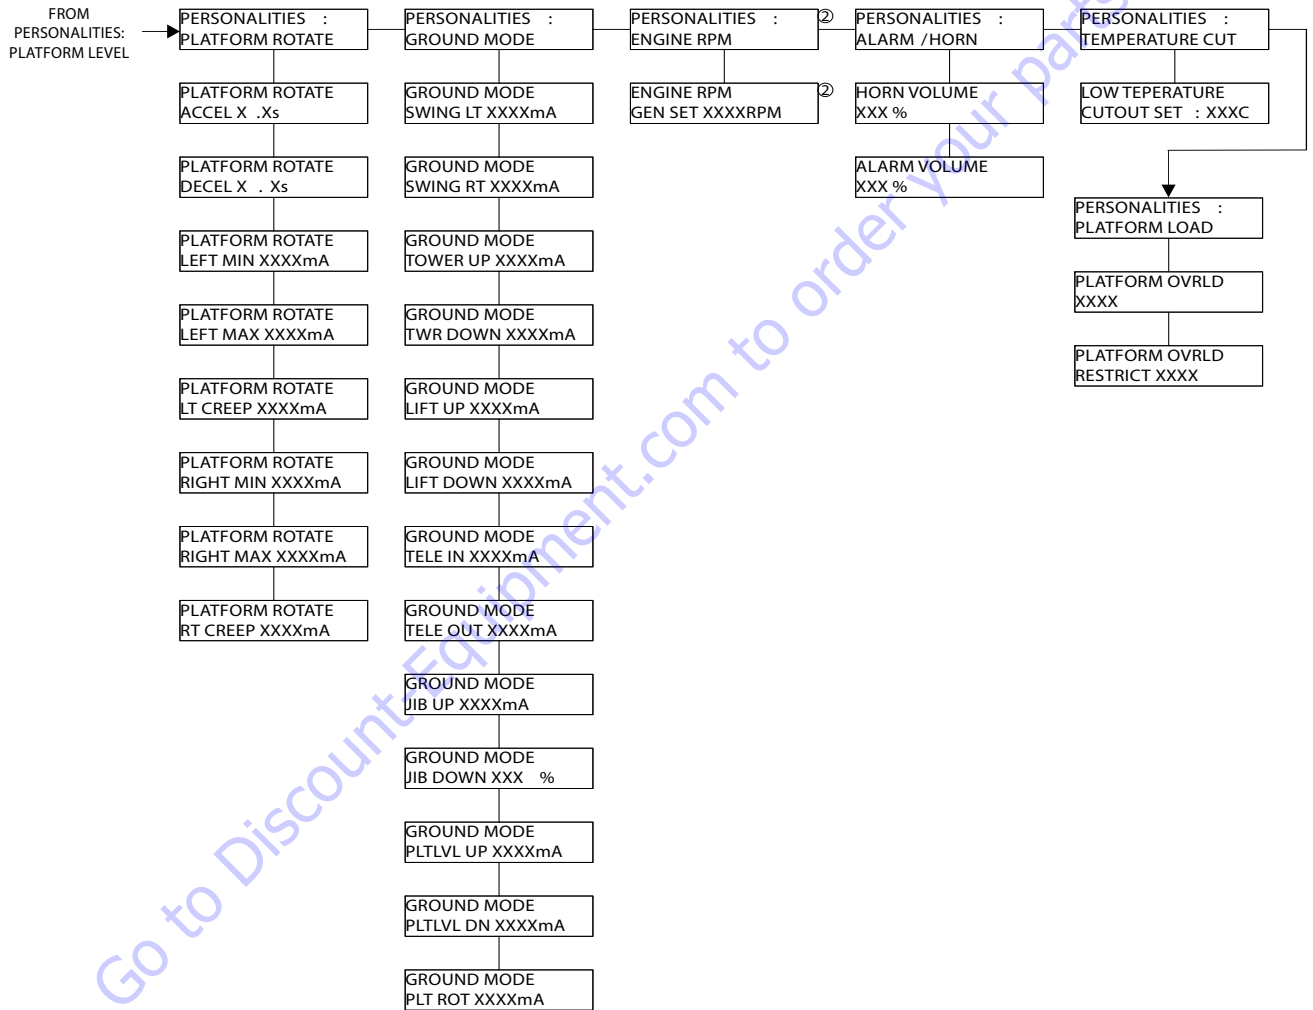 FROM
PERSONALITIES:
PLATFORM LEVEL
PERSONALITIES :
PLATFORM ROTATE
PLATFORM ROTATE
ACCEL X .Xs
PLATFORM ROTATE
DECEL X . Xs
PLATFORM ROTATE
LEFT MIN XXXXmA
PLATFORM ROTATE
LEFT MAX XXXXmA
PLATFORM ROTATE
LT CREEP XXXXmA
PLATFORM ROTATE
RIGHT MIN XXXXmA
PLATFORM ROTATE
RIGHT MAX XXXXmA
PLATFORM ROTATE
RT CREEP XXXXmA
PERSONALITIES :
GROUND MODE
GROUND MODE
SWING LT XXXXmA
GROUND MODE
SWING RT XXXXmA
GROUND MODE
TOWER UP XXXXmA
GROUND MODE
TWR DOWN XXXXmA
GROUND MODE
LIFT UP XXXXmA
GROUND MODE
LIFT DOWN XXXXmA
GROUND MODE
TELE IN XXXXmA
GROUND MODE
TELE OUT XXXXmA
GROUND MODE
JIB UP XXXXmA
GROUND MODE
JIB DOWN XXX %
GROUND MODE
PLTLVL UP XXXXmA
GROUND MODE
PLTLVL DN XXXXmA
GROUND MODE
PLT ROT XXXXmA
PERSONALITIES : ②
ENGINE RPM
ENGINE RPM ②
GEN SET XXXXRPM
PERSONALITIES :
ALARM /HORN
HORN VOLUME
XXX %
ALARM VOLUME
XXX %
PERSONALITIES :
TEMPERATURE CUT
LOW TEPERATURE
CUTOUT SET : XXXC
PERSONALITIES :
PLATFORM LOAD
PLATFORM OVRLD
XXXX
PLATFORM OVRLD
RESTRICT XXXX
Go to Discount-Equipment.com to order your parts